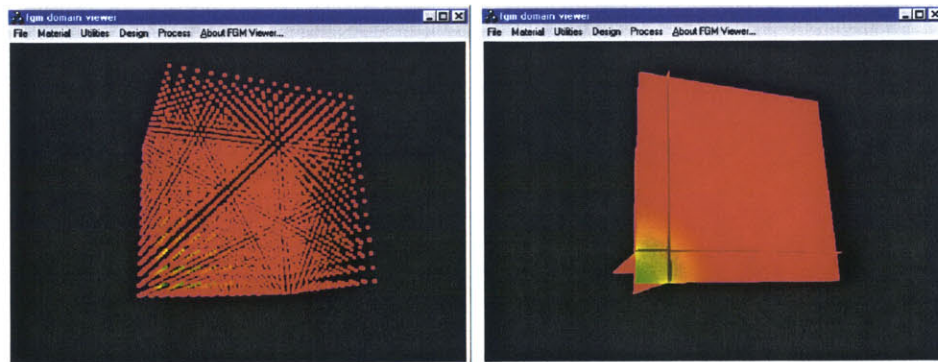 fgm domain viewer
File Material Utilities Design Process About FGM Viewer...
fgm domain viewer
File Material Utilities Design Process About FGM Viewer...